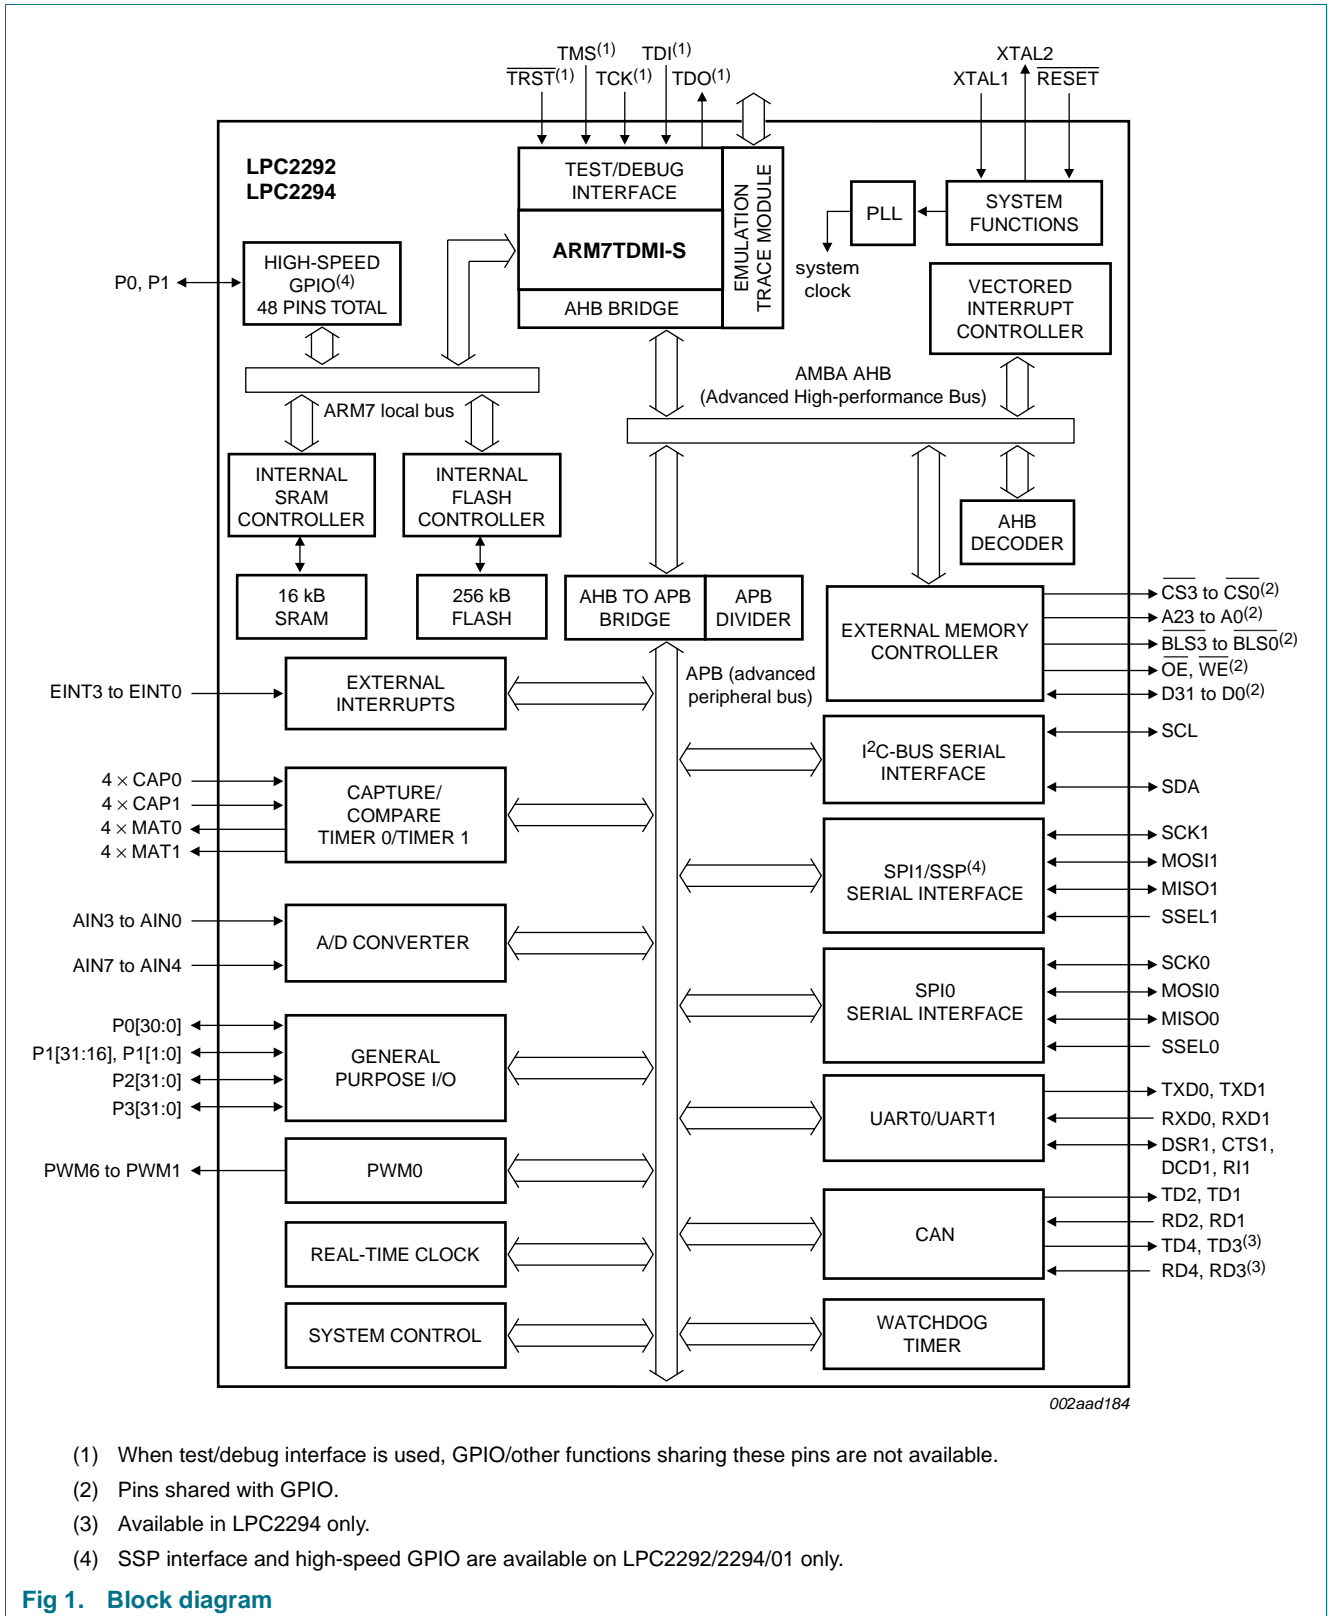 TMS(1) TDI(1)
TRST(1) TCK(1) TDO(1)
XTAL2
XTAL1 RESET
LPC2292
LPC2294
TEST/DEBUG
INTERFACE
ARM7TDMI-S
AHB BRIDGE
EMULATION
TRACE MODULE
PLL
SYSTEM
FUNCTIONS
system
clock
P0, P1
HIGH-SPEED
GPIO(4)
48 PINS TOTAL
VECTORED
INTERRUPT
CONTROLLER
AMBA AHB
(Advanced High-performance Bus)
ARM7 local bus
INTERNAL
SRAM
CONTROLLER
INTERNAL
FLASH
CONTROLLER
AHB
DECODER
16 kB
SRAM
256 kB
FLASH
AHB TO APB
BRIDGE
APB
DIVIDER
EXTERNAL MEMORY
CONTROLLER
CS3 to CS0(2)
A23 to A0(2)
BLS3 to BLS0(2)
OE, WE(2)
D31 to D0(2)
APB (advanced
peripheral bus)
EINT3 to EINT0
EXTERNAL
INTERRUPTS
I2C-BUS SERIAL
INTERFACE
SCL
SDA
4 × CAP0
4 × CAP1
4 × MAT0
4 × MAT1
CAPTURE/
COMPARE
TIMER 0/TIMER 1
SPI1/SSP(4)
SERIAL INTERFACE
SCK1
MOSI1
MISO1
SSEL1
AIN3 to AIN0
AIN7 to AIN4
A/D CONVERTER
SPI0
SERIAL INTERFACE
SCK0
MOSI0
MISO0
SSEL0
P0[30:0]
P1[31:16], P1[1:0]
P2[31:0]
P3[31:0]
GENERAL
PURPOSE I/O
UART0/UART1
TXD0, TXD1
RXD0, RXD1
DSR1, CTS1,
DCD1, RI1
PWM6 to PWM1
PWM0
CAN
TD2, TD1
RD2, RD1
TD4, TD3(3)
RD4, RD3(3)
REAL-TIME CLOCK
SYSTEM CONTROL
WATCHDOG
TIMER
002aad184
(1) When test/debug interface is used, GPIO/other functions sharing these pins are not available.
(2) Pins shared with GPIO.
(3) Available in LPC2294 only.
(4) SSP interface and high-speed GPIO are available on LPC2292/2294/01 only.
Fig 1. Block diagram